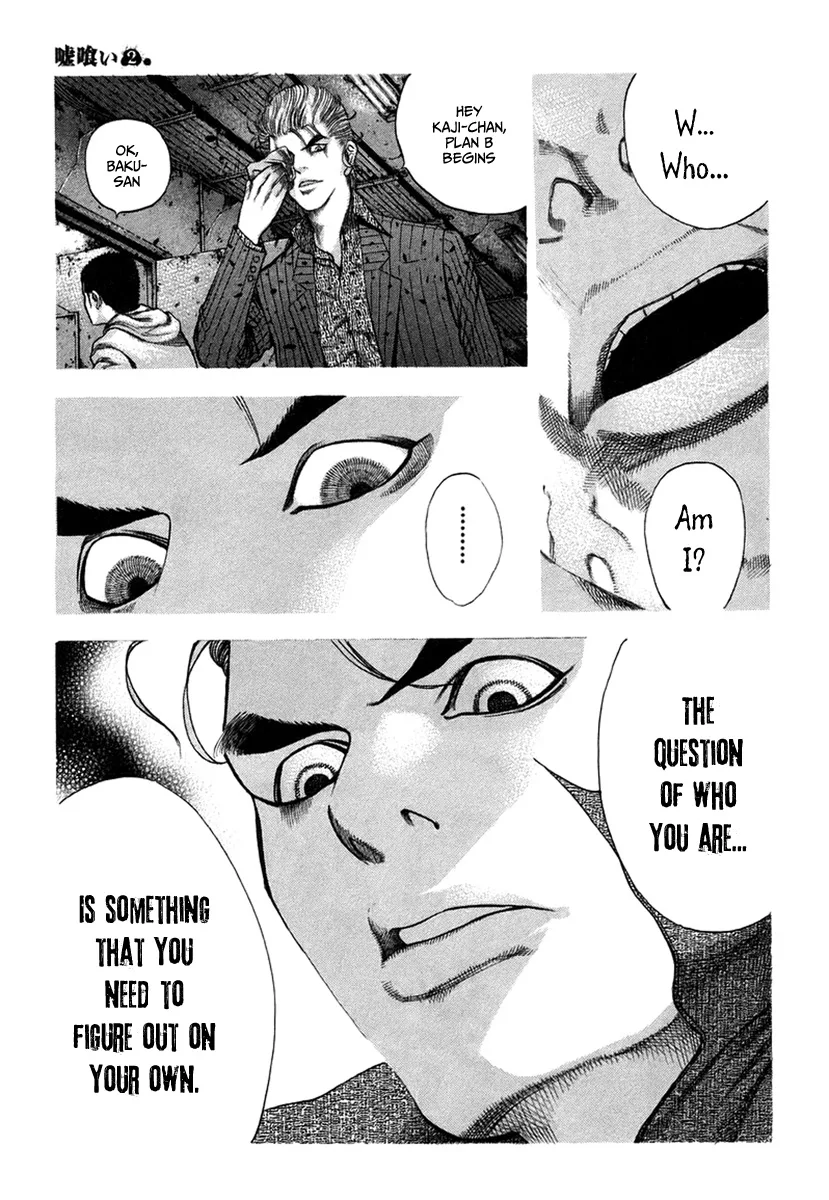 嘘喰い2。
W...
Who...
Am
I?
HEY
KAJI-CHAN,
PLAN B
BEGINS
OK,
BAKU-
SAN
........
THE
QUESTION
OF WHO
YOU ARE...
IS SOMETHING
THAT YOU
NEED TO
FIGURE OUT ON
YOUR OWN.